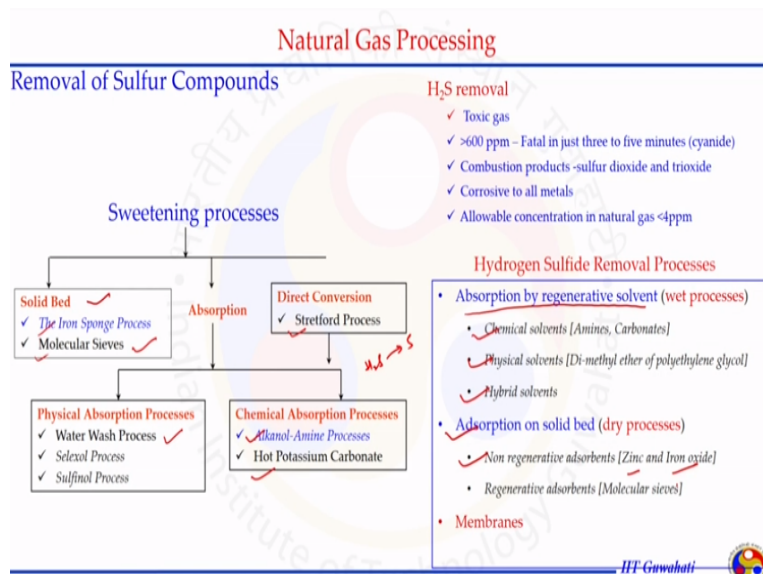 Natural Gas Processing
Removal of Sulfur Compounds
Sweetening processes
Solid Bed
✓ The Iron Sponge Process
✓ Molecular Sieves
Absorption
Direct Conversion
✓ Stretford Process
H₂S → S
Physical Absorption Processes
✓ Water Wash Process
✓ Selexol Process
✓ Sulfinol Process
Chemical Absorption Processes
✓ Alkanol-Amine Processes
✓ Hot Potassium Carbonate
H₂S removal
✓ Toxic gas
✓ >600 ppm – Fatal in just three to five minutes (cyanide)
✓ Combustion products -sulfur dioxide and trioxide
✓ Corrosive to all metals
✓ Allowable concentration in natural gas <4ppm
Hydrogen Sulfide Removal Processes
• Absorption by regenerative solvent (wet processes)
• Chemical solvents [Amines, Carbonates]
• Physical solvents [Di-methyl ether of polyethylene glycol]
• Hybrid solvents
• Adsorption on solid bed (dry processes)
• Non regenerative adsorbents [Zinc and Iron oxide]
• Regenerative adsorbents [Molecular sieves]
• Membranes
Indian Institute of Technology Guwahati
IIT Guwahati